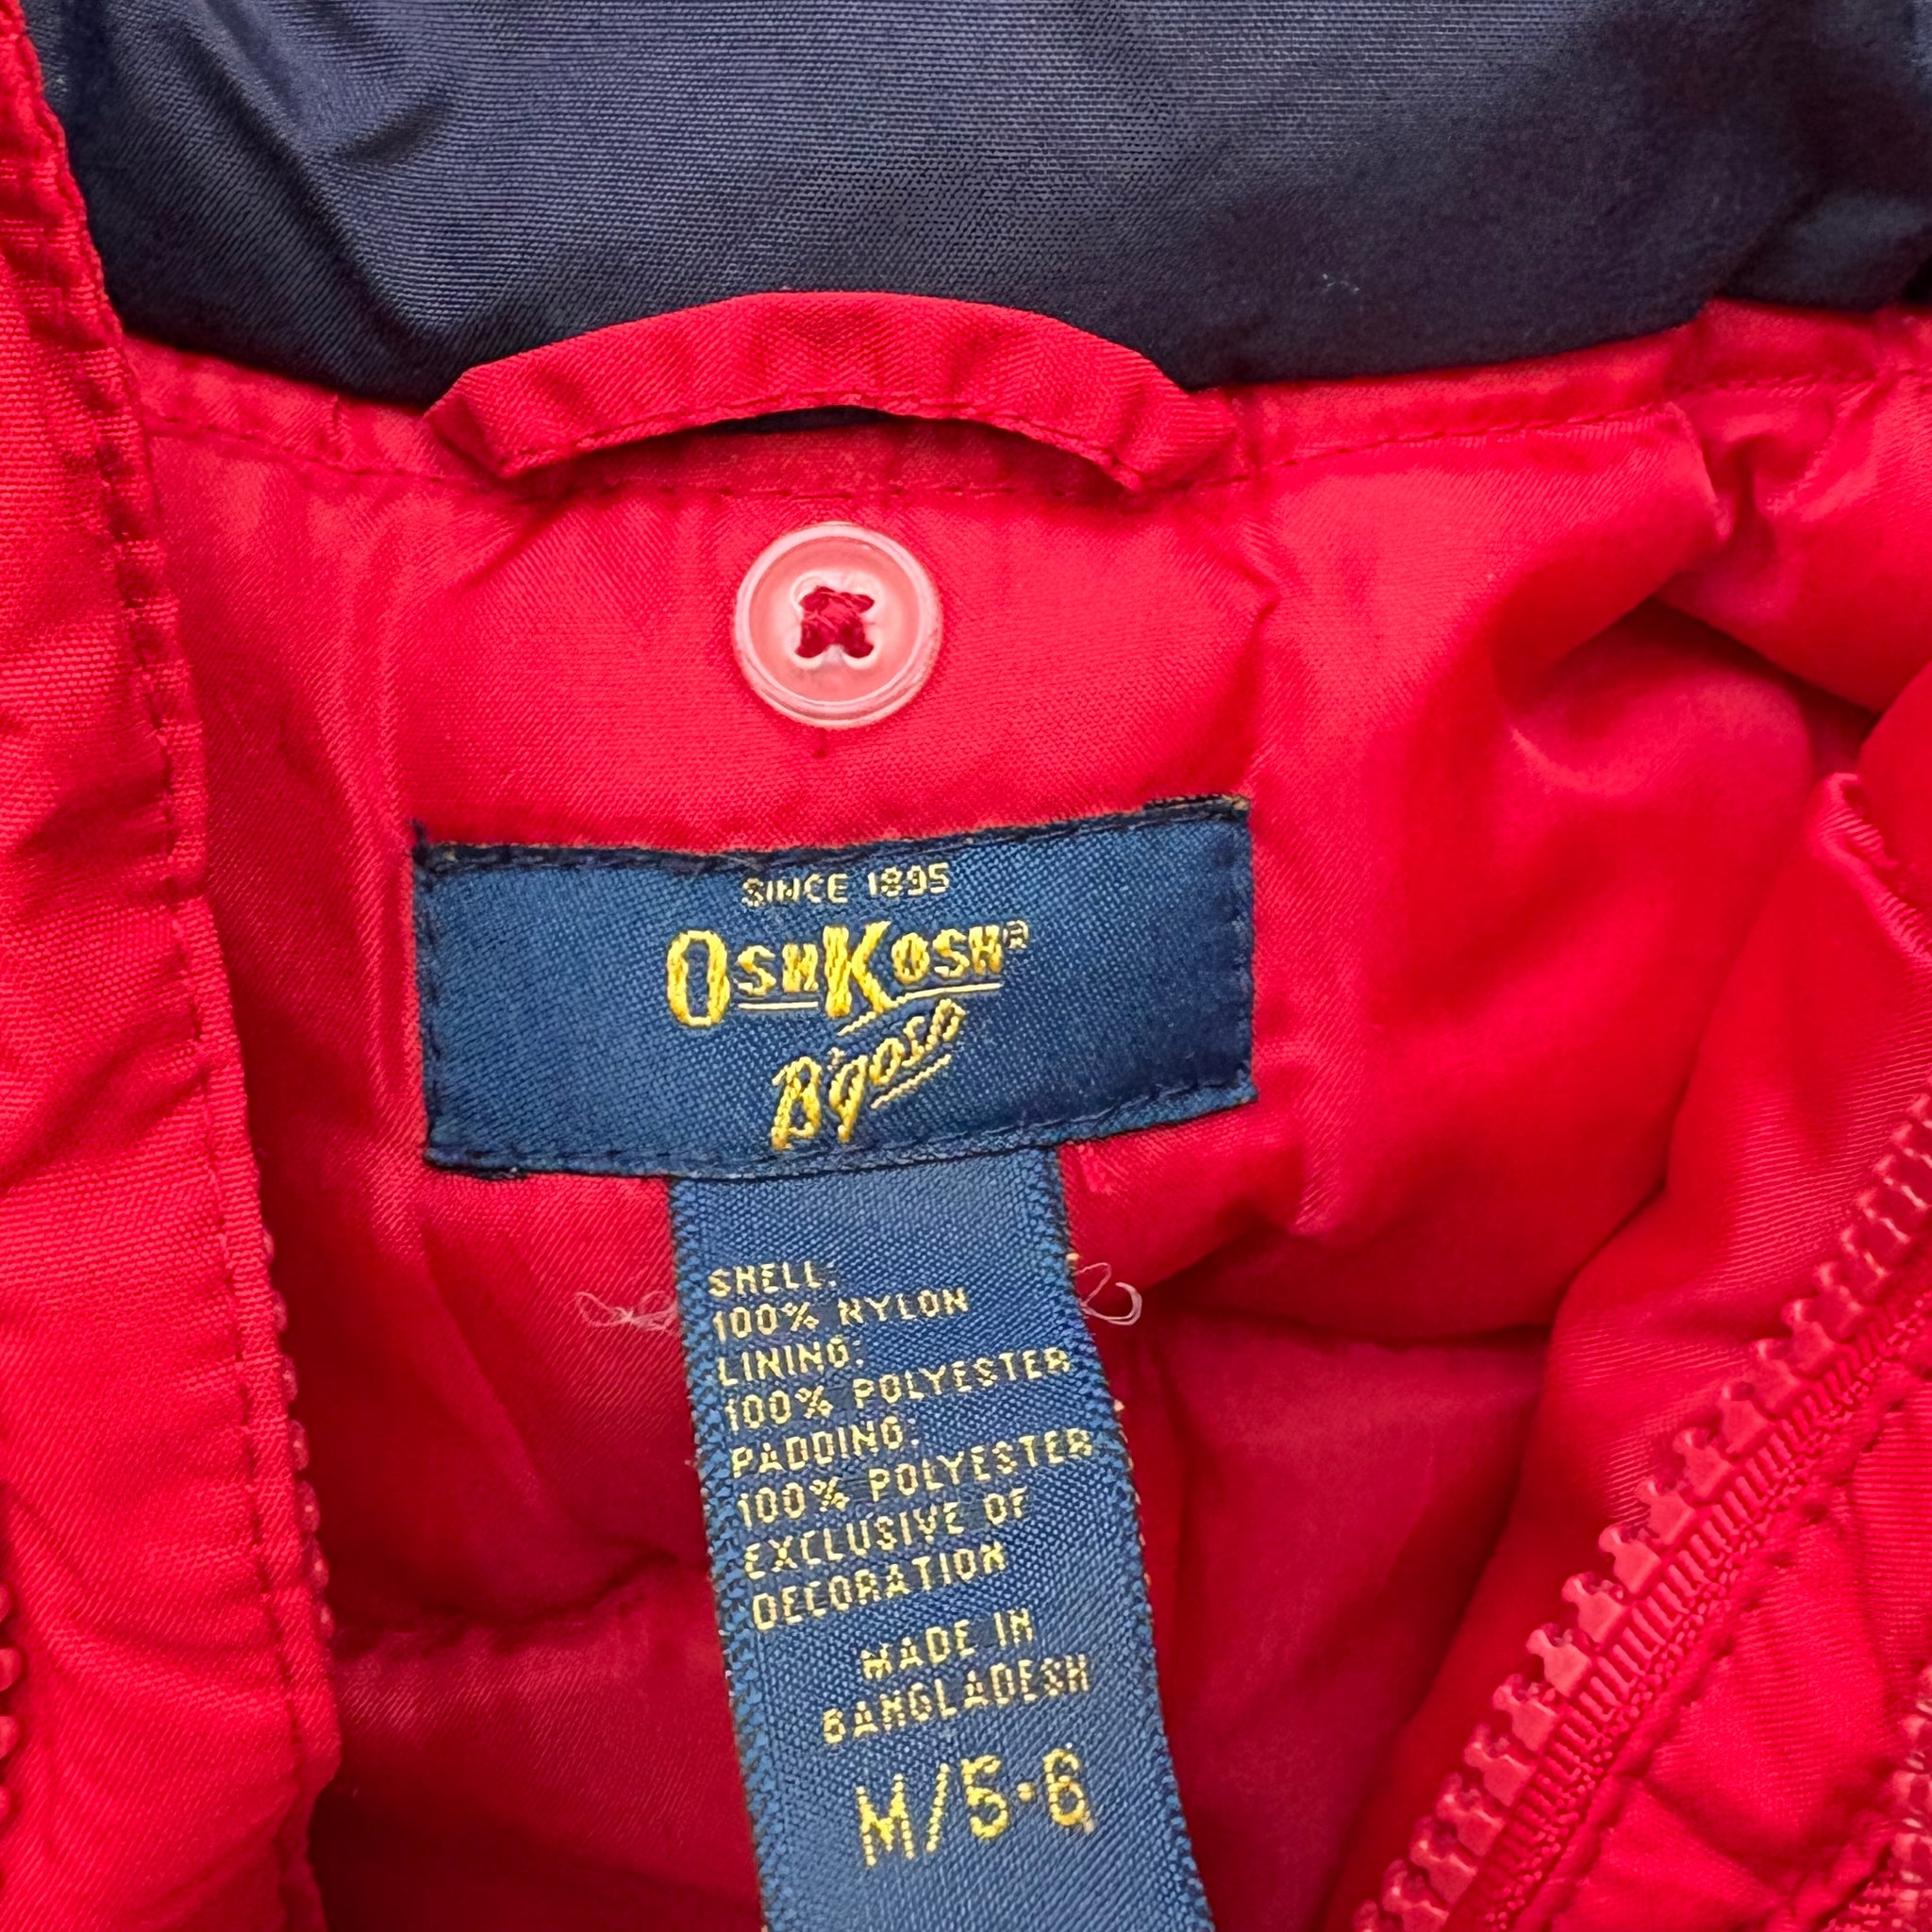 SINCE 1895
OSHKOSH®
B'gosh
SHELL:
100% NYLON
LINING:
100% POLYESTER
PADDING:
100% POLYESTER
EXCLUSIVE OF
DECORATION
MADE IN
BANGLADESH
M/5-6